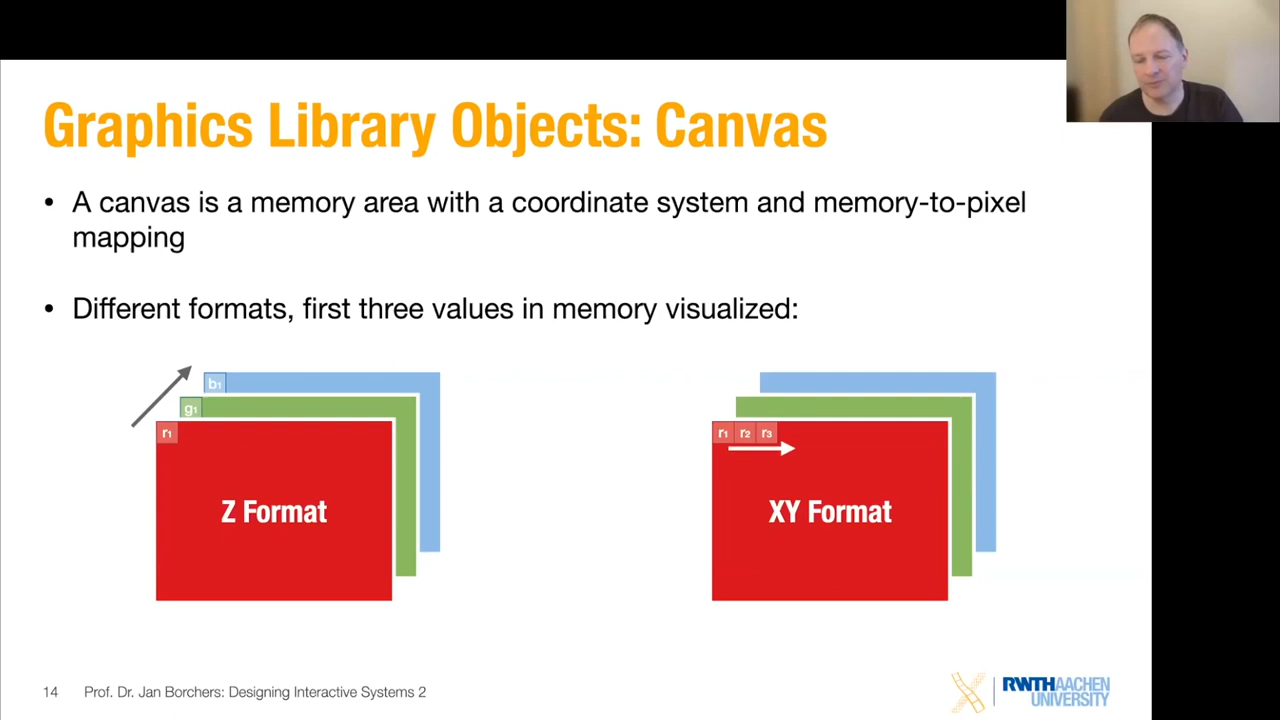 Graphics Library Objects: Canvas
• A canvas is a memory area with a coordinate system and memory-to-pixel
mapping
• Different formats, first three values in memory visualized:
b1
g1
r1
Z Format
r1 r2 r3
XY Format
14 Prof. Dr. Jan Borchers: Designing Interactive Systems 2
RWTHAACHEN
UNIVERSITY